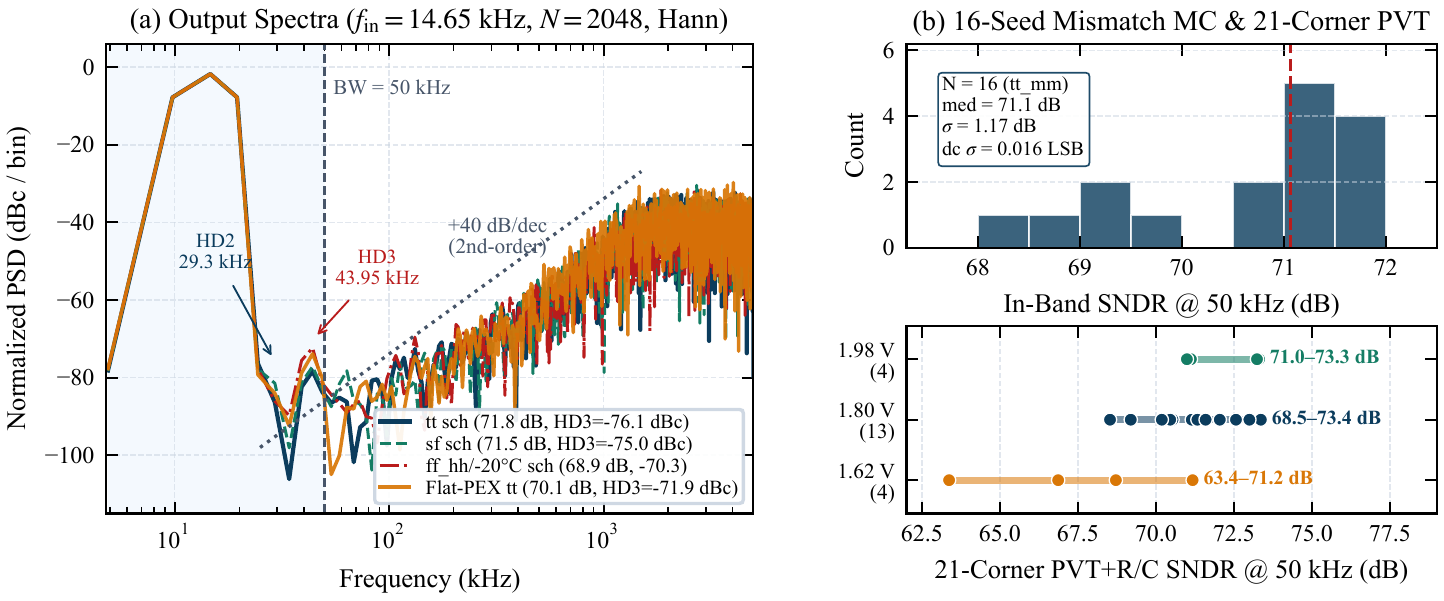 (a) Output Spectra (fin = 14.65 kHz, N = 2048, Hann)
Normalized PSD (dBc / bin)
0
−20
−40
−60
−80
−100
BW = 50 kHz
HD2
29.3 kHz
HD3
43.95 kHz
+40 dB/dec
(2nd-order)
tt sch (71.8 dB, HD3=-76.1 dBc)
sf sch (71.5 dB, HD3=-75.0 dBc)
ff_hh/-20°C sch (68.9 dB, -70.3)
Flat-PEX tt (70.1 dB, HD3=-71.9 dBc)
10¹ 10² 10³
Frequency (kHz)
(b) 16-Seed Mismatch MC & 21-Corner PVT
Count
6
4
2
0
N = 16 (tt_mm)
med = 71.1 dB
σ = 1.17 dB
dc σ = 0.016 LSB
68 69 70 71 72
In-Band SNDR @ 50 kHz (dB)
1.98 V
(4)
71.0–73.3 dB
1.80 V
(13)
68.5–73.4 dB
1.62 V
(4)
63.4–71.2 dB
62.5 65.0 67.5 70.0 72.5 75.0 77.5
21-Corner PVT+R/C SNDR @ 50 kHz (dB)